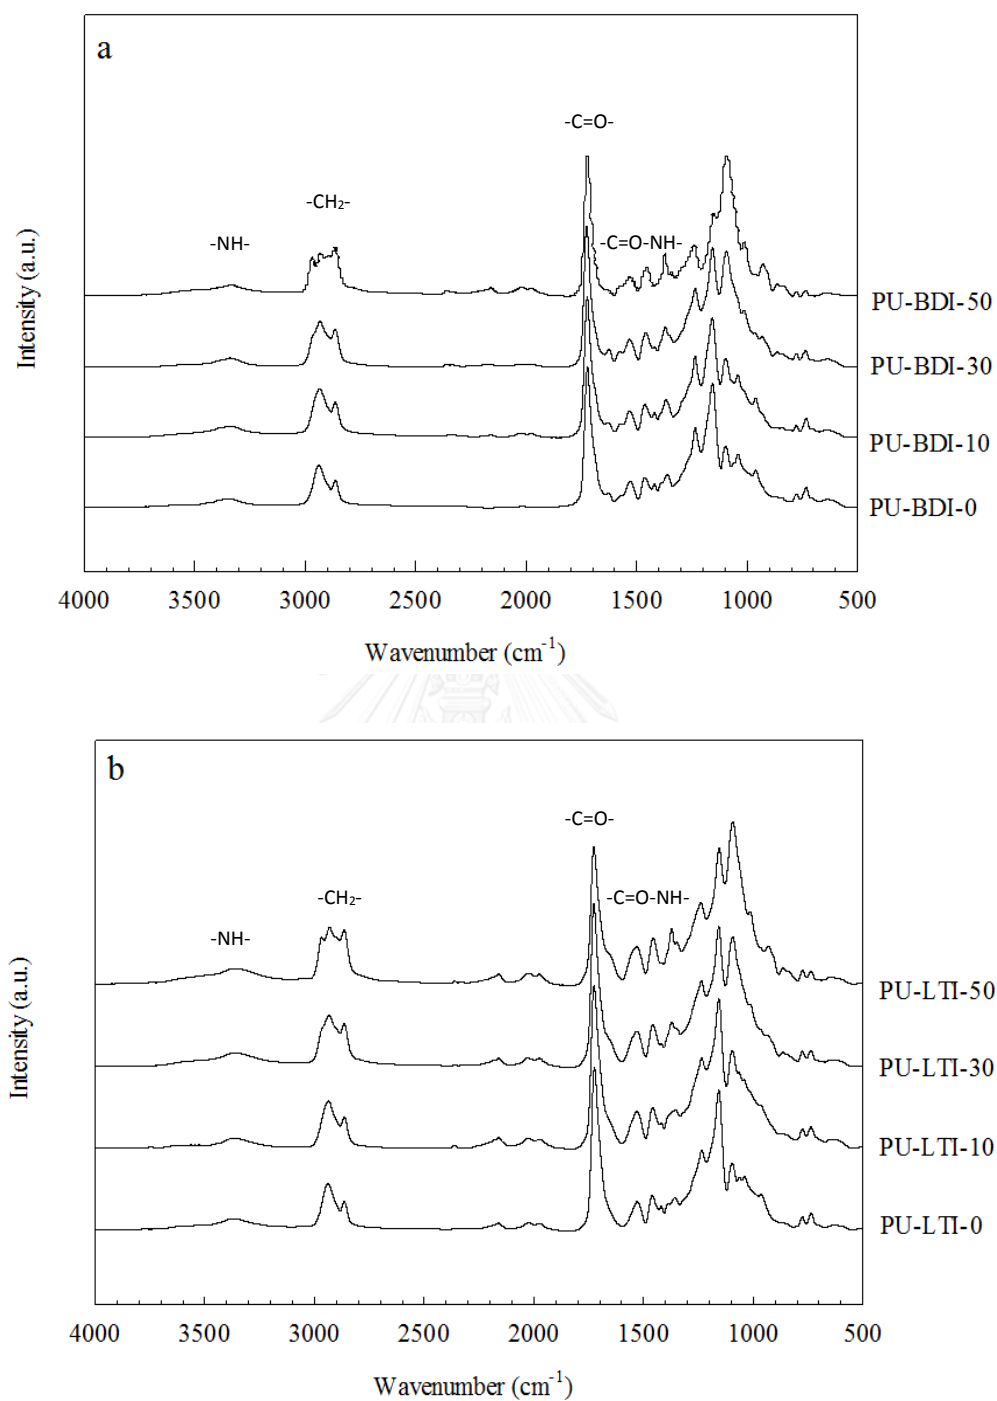 a
-C=O-
-CH₂-
-NH-
-C=O-NH-
Intensity (a.u.)
PU-BDI-50
PU-BDI-30
PU-BDI-10
PU-BDI-0
4000 3500 3000 2500 2000 1500 1000 500
Wavenumber (cm⁻¹)
b
-C=O-
-CH₂-
-C=O-NH-
-NH-
Intensity (a.u.)
PU-LTI-50
PU-LTI-30
PU-LTI-10
PU-LTI-0
4000 3500 3000 2500 2000 1500 1000 500
Wavenumber (cm⁻¹)